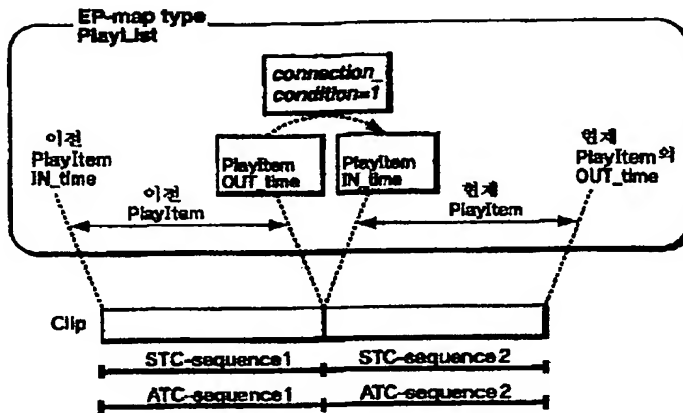 EP-map type
PlayList
connection_
condition=1
이전
PlayItem
IN_time
PlayItem
OUT_time
PlayItem
IN_time
현재
PlayItem의
OUT_time
이전
PlayItem
현재
PlayItem
Clip
STC-sequence1
STC-sequence2
ATC-sequence1
ATC-sequence2